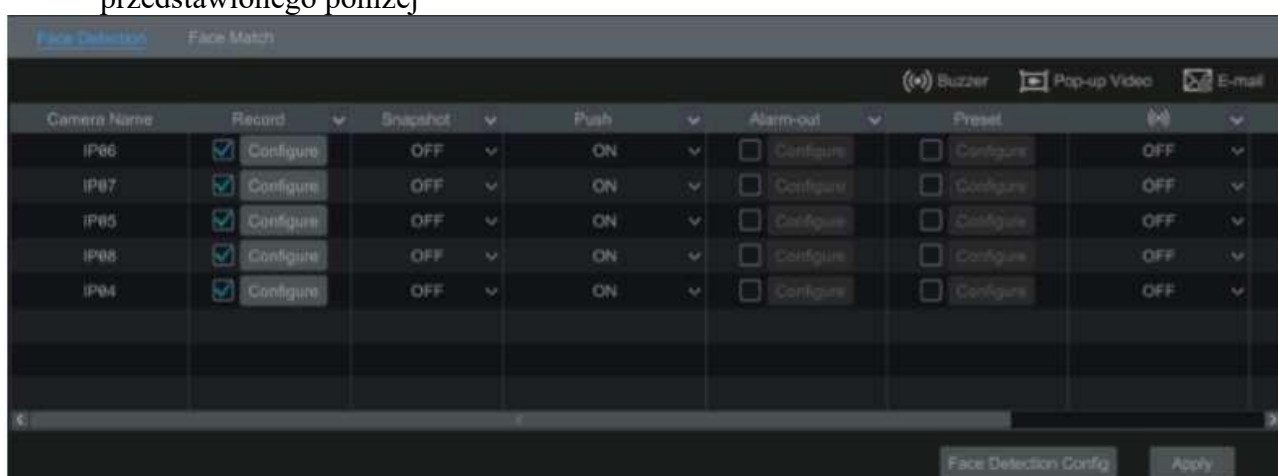 przedstawionego poniżej
Face Detection Face Match
Buzzer Pop-up Video E-mail
Camera Name Record Snapshot Push Alarm-out Preset
IP06 Configure OFF ON Configure Configure OFF
IP07 Configure OFF ON Configure Configure OFF
IP05 Configure OFF ON Configure Configure OFF
IP08 Configure OFF ON Configure Configure OFF
IP04 Configure OFF ON Configure Configure OFF
Face Detection Config Apply